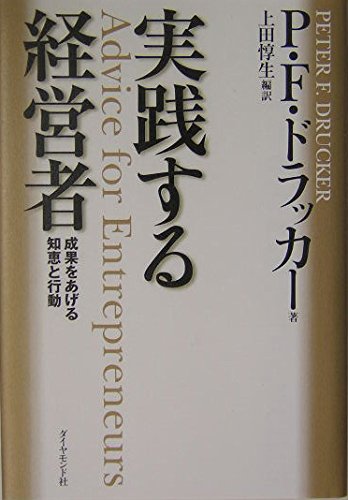 PETER F. DRUCKER
P・F・ドラッカー 著
上田惇生 編訳
実践する
経営者
Advice for Entrepreneurs
成果をあげる
知恵と行動
ダイヤモンド社